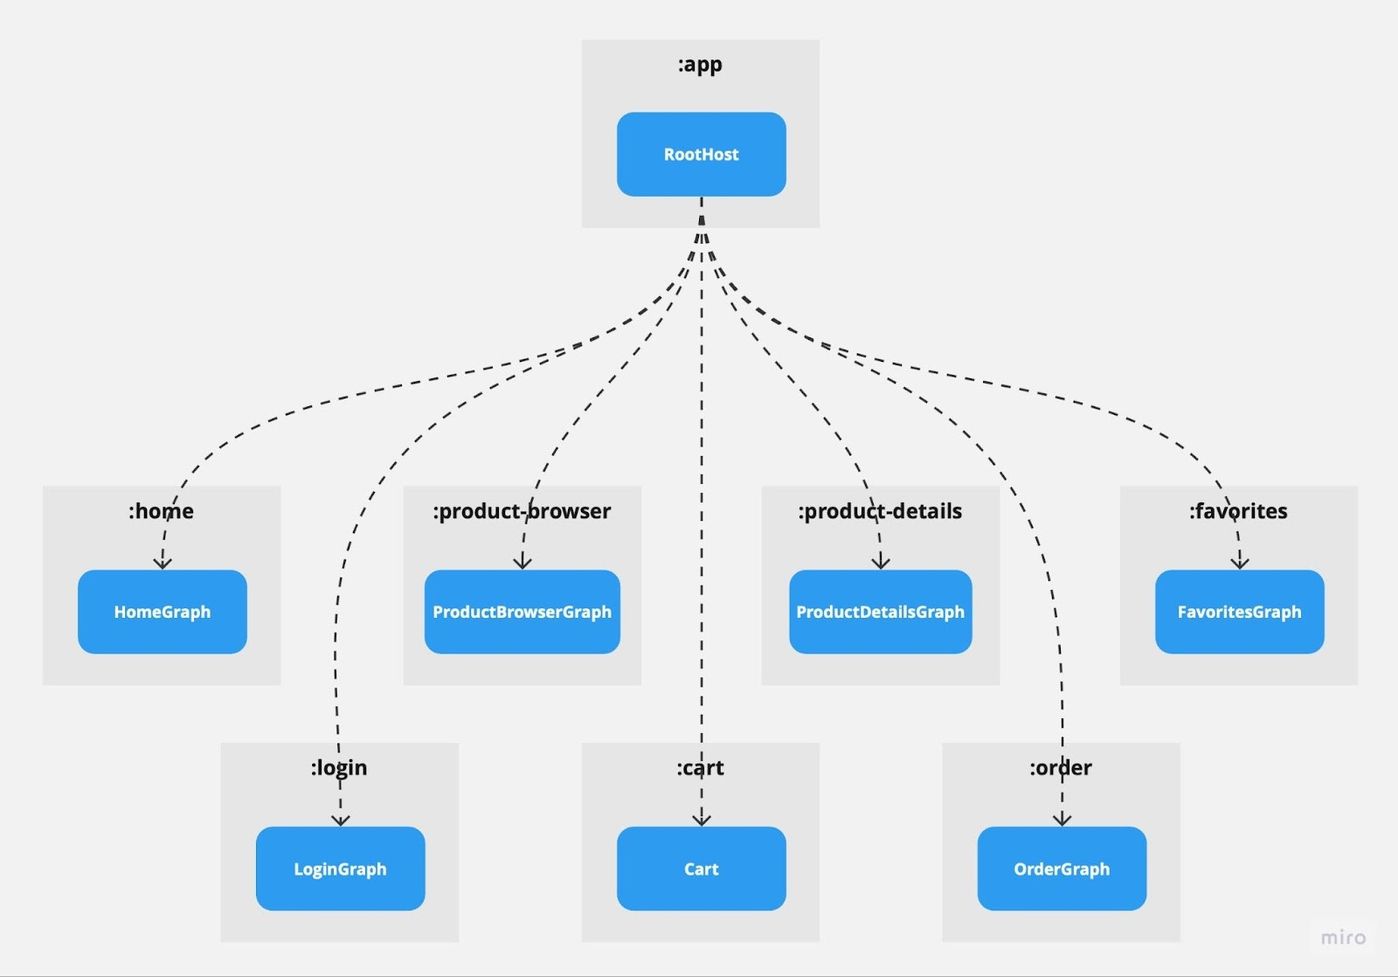 :app
RootHost
:home
:product-browser
:product-details
:favorites
HomeGraph
ProductBrowserGraph
ProductDetailsGraph
FavoritesGraph
:login
:cart
:order
LoginGraph
Cart
OrderGraph
miro